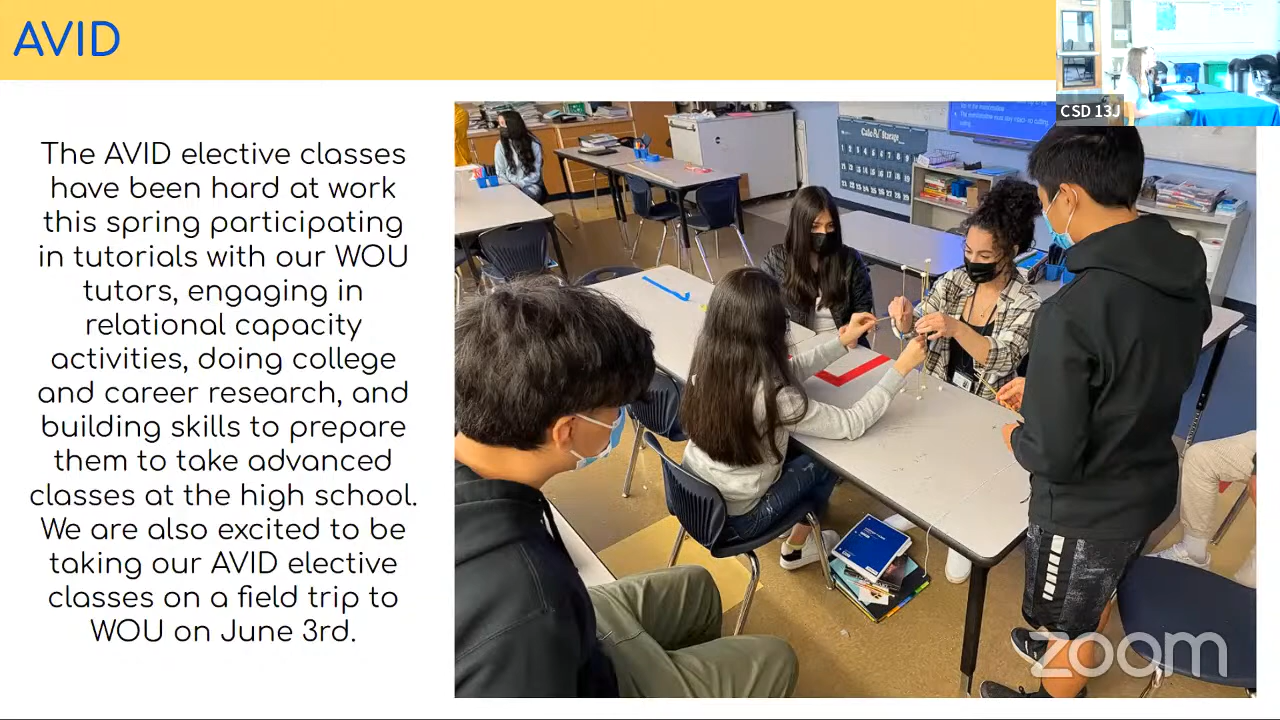 AVID
CSD 13J
The AVID elective classes
have been hard at work
this spring participating
in tutorials with our WOU
tutors, engaging in
relational capacity
activities, doing college
and career research, and
building skills to prepare
them to take advanced
classes at the high school.
We are also excited to be
taking our AVID elective
classes on a field trip to
WOU on June 3rd.
zoom